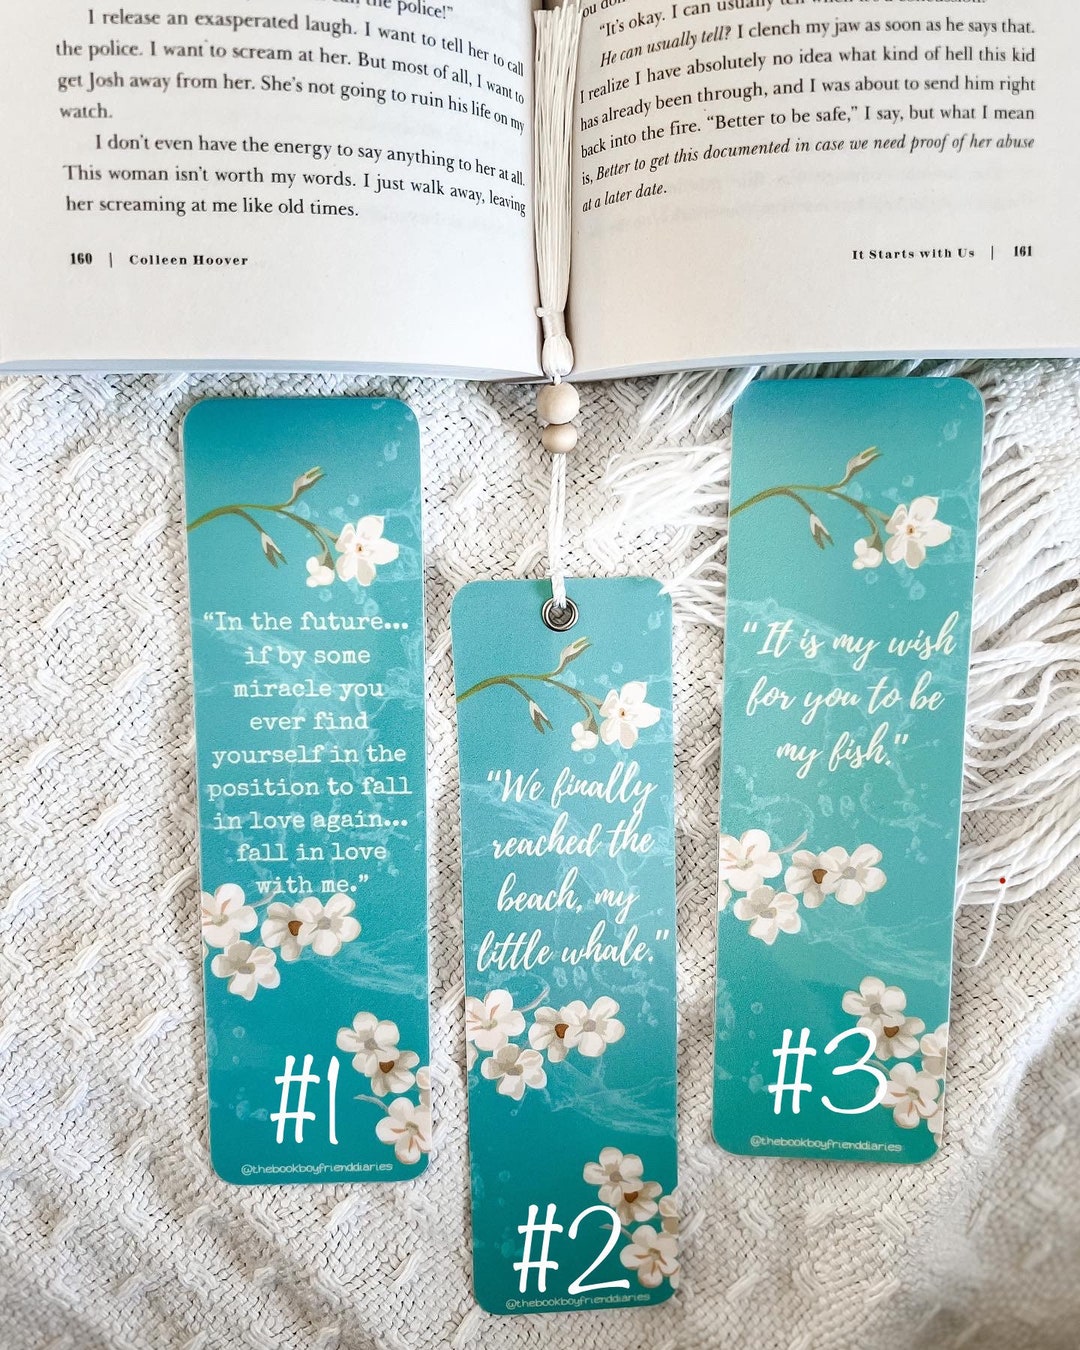 the police!"
I release an exasperated laugh. I want to tell her to call
the police. I want to scream at her. But most of all, I want to
get Josh away from her. She's not going to ruin his life on my
watch.
I don't even have the energy to say anything to her at all.
This woman isn't worth my words. I just walk away, leaving
her screaming at me like old times.
160 | Colleen Hoover
"It's okay. I can usually tell
He can usually tell? I clench my jaw as soon as he says that.
I realize I have absolutely no idea what kind of hell this kid
has already been through, and I was about to send him right
back into the fire. "Better to be safe," I say, but what I mean
is, Better to get this documented in case we need proof of her abuse
at a later date.
It Starts with Us | 161
"In the future...
if by some
miracle you
ever find
yourself in the
position to fall
in love again...
fall in love
with me."
#1
@thebookboyfrienddiaries
"We finally
reached the
beach, my
little whale."
#2
@thebookboyfrienddiaries
"It is my wish
for you to be
my fish."
#3
@thebookboyfrienddiaries